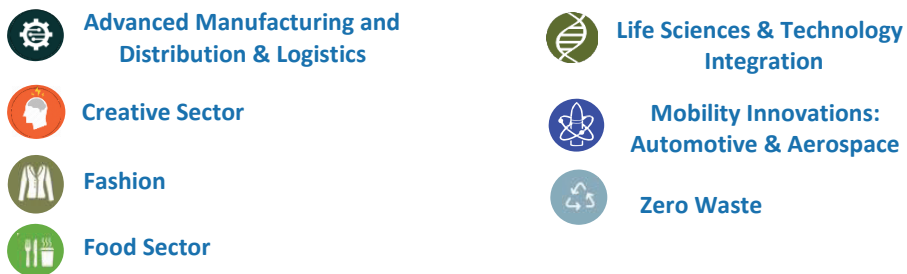 Advanced Manufacturing and
Distribution & Logistics
Creative Sector
Fashion
Food Sector
Life Sciences & Technology
Integration
Mobility Innovations:
Automotive & Aerospace
Zero Waste